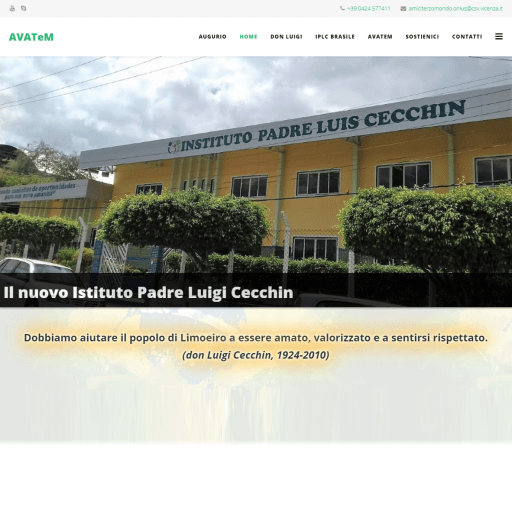 +39 0424 577411 amiciterzomondo.onlus@csv.vicenza.it
AVATeM
AUGURIO HOME DON LUIGI IPLC BRASILE AVATEM SOSTIENICI CONTATTI
INSTITUTO PADRE LUIS CECCHIN
Il nuovo Istituto Padre Luigi Cecchin
Dobbiamo aiutare il popolo di Limoeiro a essere amato, valorizzato e a sentirsi rispettato.
(don Luigi Cecchin, 1924-2010)